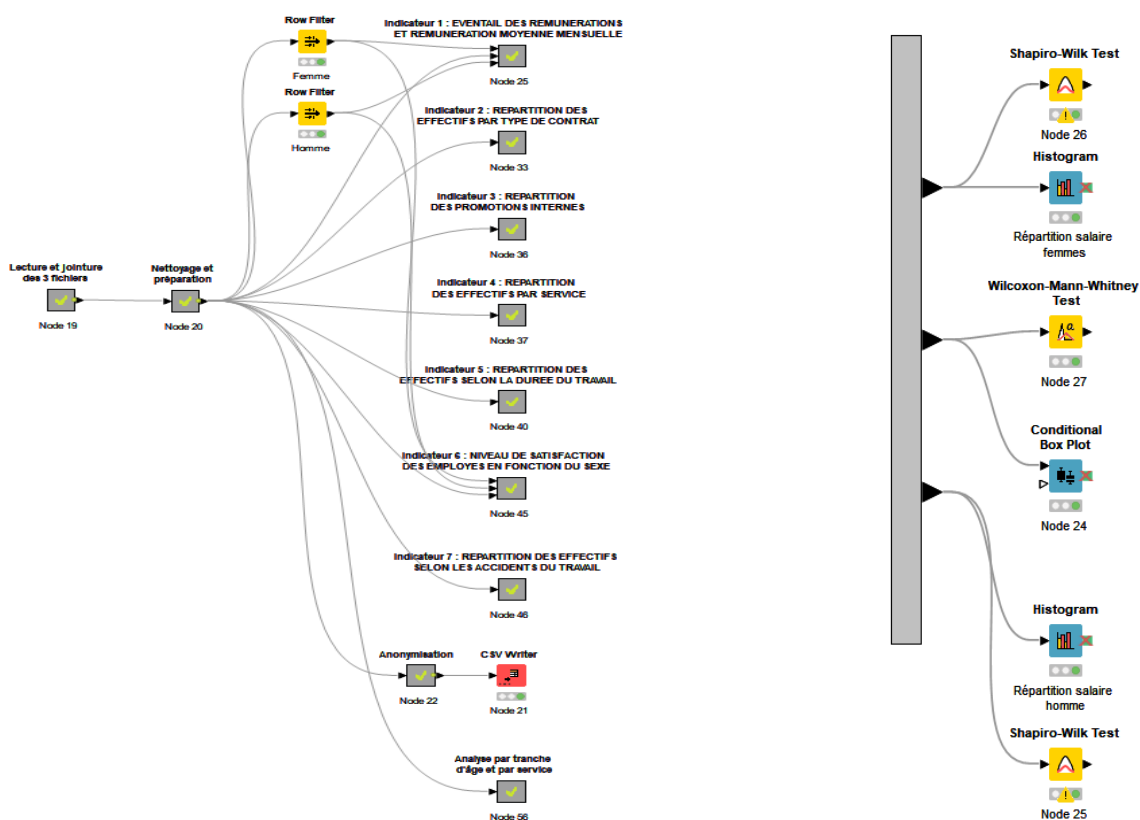 Row Filter
Femme
Row Filter
Homme
Lecture et jointure
des 3 fichiers
Node 19
Nettoyage et
préparation
Node 20
Indicateur 1 : EVENTAIL DES REMUNERATIONS
ET REMUNERATION MOYENNE MENSUELLE
Node 25
Indicateur 2 : REPARTITION DES
EFFECTIFS PAR TYPE DE CONTRAT
Node 33
Indicateur 3 : REPARTITION
DES PROMOTIONS INTERNES
Node 36
Indicateur 4 : REPARTITION
DES EFFECTIFS PAR SERVICE
Node 37
Indicateur 5 : REPARTITION DES
EFFECTIFS SELON LA DUREE DU TRAVAIL
Node 40
Indicateur 6 : NIVEAU DE SATISFACTION
DES EMPLOYES EN FONCTION DU SEXE
Node 45
Indicateur 7 : REPARTITION DES EFFECTIFS
SELON LES ACCIDENTS DU TRAVAIL
Node 46
Anonymisation
Node 22
CSV Writer
Node 21
Analyse par tranche
d'âge et par service
Node 56
Shapiro-Wilk Test
Node 26
Histogram
Répartition salaire
femmes
Wilcoxon-Mann-Whitney
Test
Node 27
Conditional
Box Plot
Node 24
Histogram
Répartition salaire
homme
Shapiro-Wilk Test
Node 25